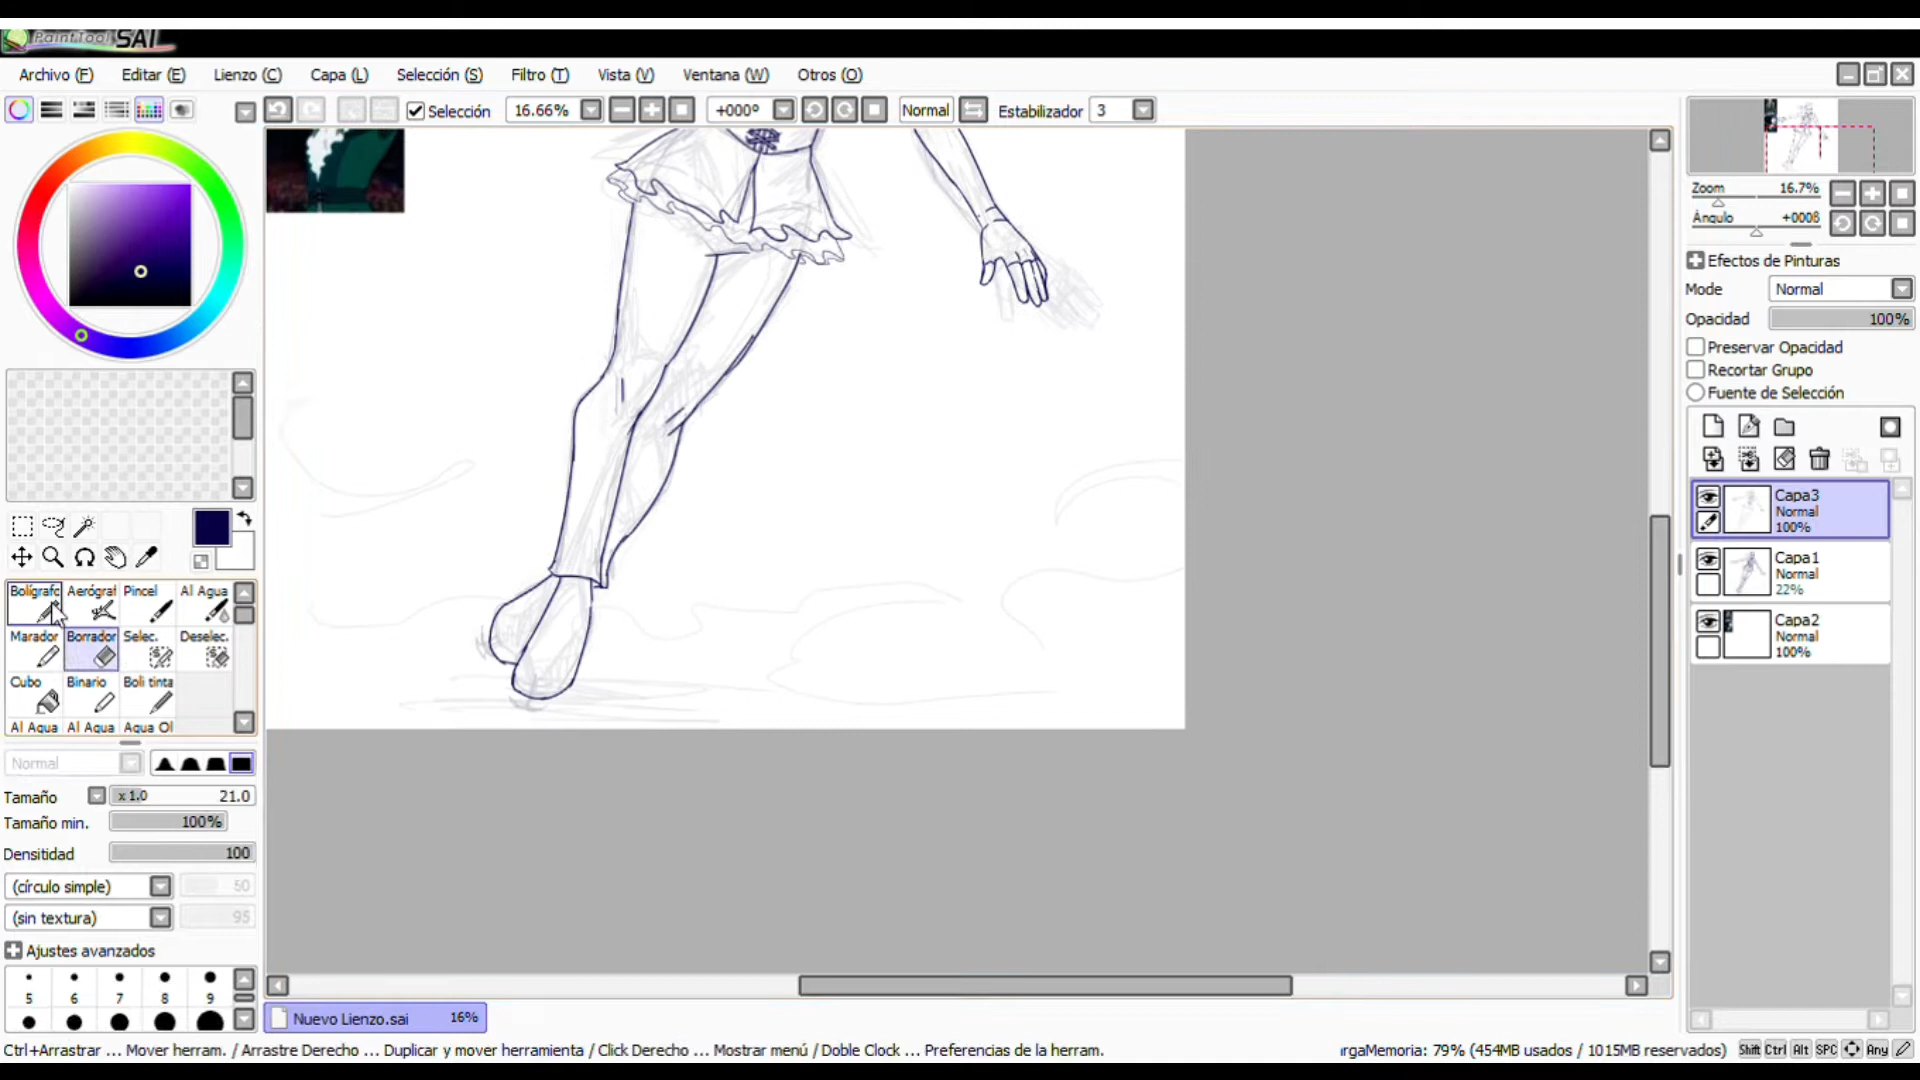 PaintTool SAI
Archivo (F) Editar (E) Lienzo (C) Capa (L) Selección (S) Filtro (T) Vista (V) Ventana (W) Otros (O)
Selección 16.66% +000º Normal Estabilizador 3
Zoom 16.7%
Ángulo +0008
Efectos de Pinturas
Mode Normal
Opacidad 100%
Preservar Opacidad
Recortar Grupo
Fuente de Selección
Capa3
Normal
100%
Capa1
Normal
22%
Capa2
Normal
100%
Bolígrafo Aerógraf Pincel Al Agua
Marador Borrador Selec. Deselec.
Cubo Binario Boli tinta
Al Agua Al Agua Agua Ol
Normal
Tamaño x 1.0 21.0
Tamaño min. 100%
Densitidad 100
(círculo simple) 50
(sin textura) 95
Ajustes avanzados
5 6 7 8 9
Nuevo Lienzo.sai 16%
Ctrl+Arrastrar ... Mover herram. / Arrastre Derecho ... Duplicar y mover herramienta / Click Derecho ... Mostrar menú / Doble Clock ... Preferencias de la herram.
ırgaMemoria: 79% (454MB usados / 1015MB reservados) Shift Ctrl Alt SPC Any